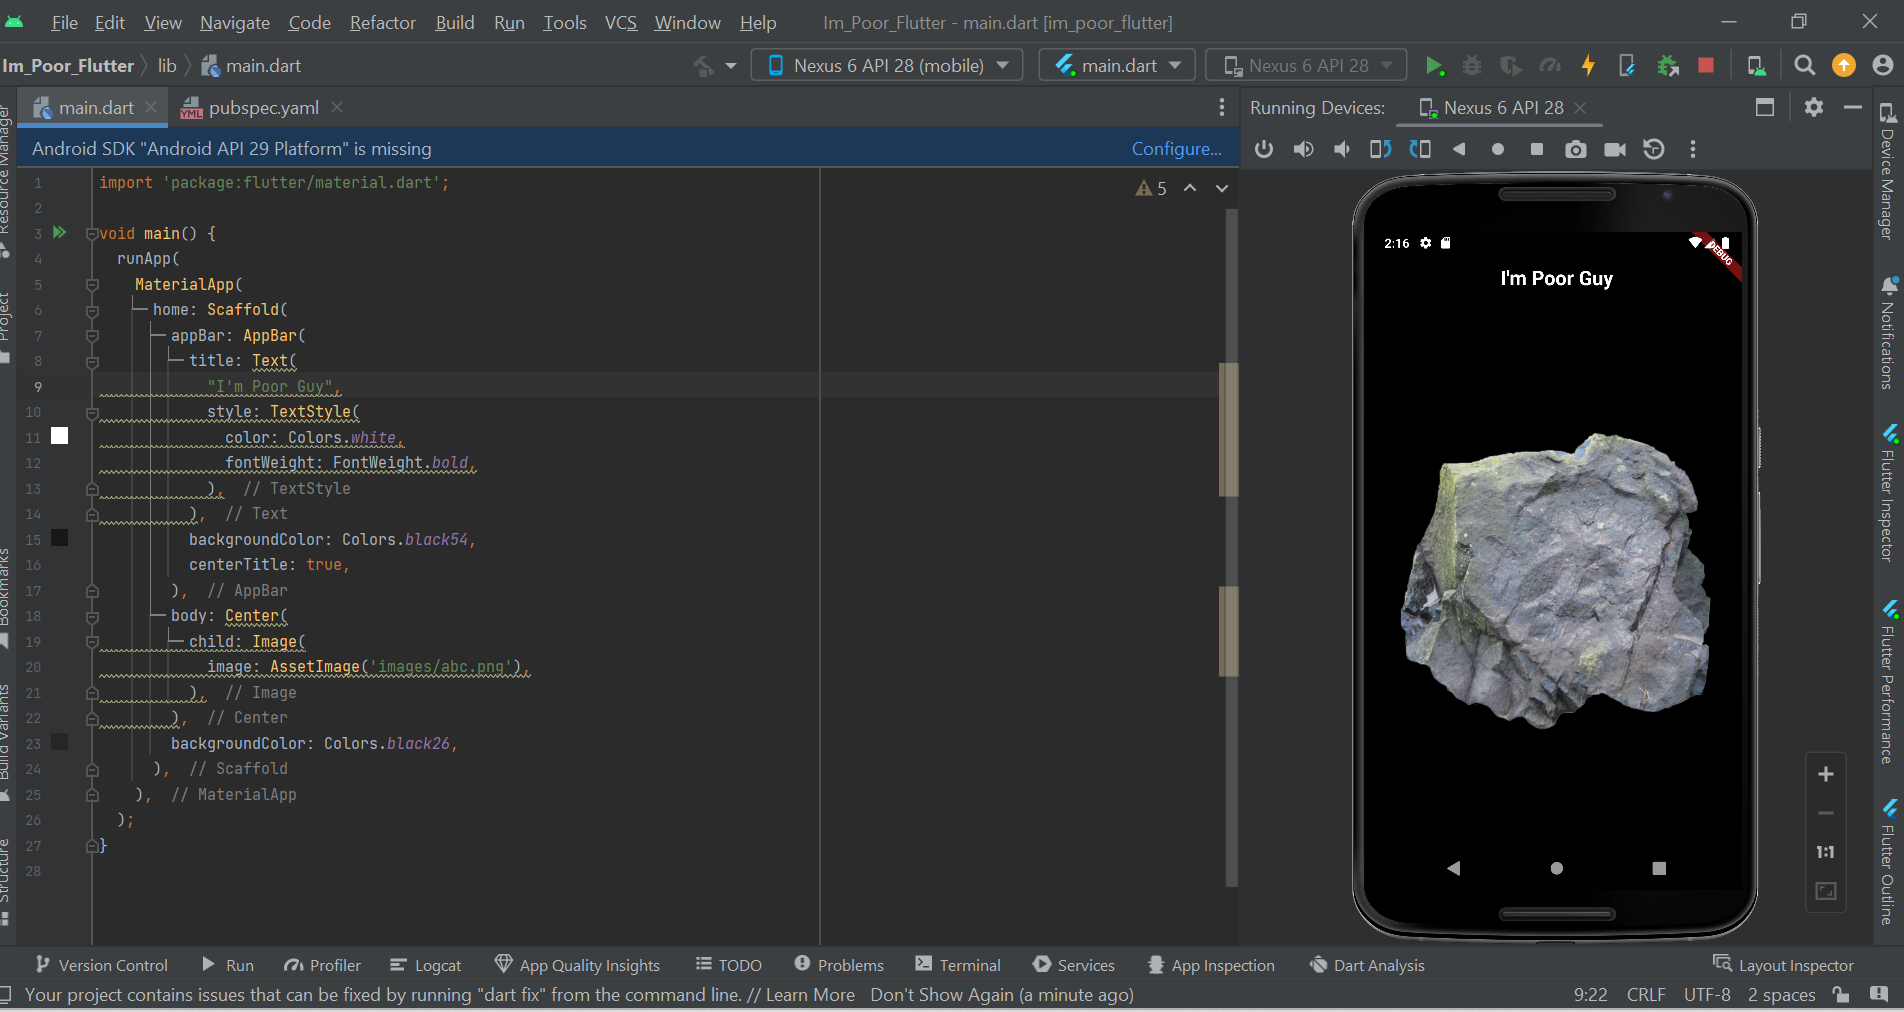 File Edit View Navigate Code Refactor Build Run Tools VCS Window Help Im_Poor_Flutter - main.dart [im_poor_flutter]
Im_Poor_Flutter lib main.dart Nexus 6 API 28 (mobile) main.dart Nexus 6 API 28
main.dart pubspec.yaml Running Devices: Nexus 6 API 28
Android SDK "Android API 29 Platform" is missing Configure...
1 import 'package:flutter/material.dart';
5
2
3 void main() {
4 runApp(
5 MaterialApp(
6 home: Scaffold(
7 appBar: AppBar(
8 title: Text(
9 "I'm Poor Guy",
10 style: TextStyle(
11 color: Colors.white,
12 fontWeight: FontWeight.bold,
13 ), // TextStyle
14 ), // Text
15 backgroundColor: Colors.black54,
16 centerTitle: true,
17 ), // AppBar
18 body: Center(
19 child: Image(
20 image: AssetImage('images/abc.png'),
21 ), // Image
22 ), // Center
23 backgroundColor: Colors.black26,
24 ), // Scaffold
25 ), // MaterialApp
26 );
27 }
28
2:16
DEBUG
I'm Poor Guy
1:1
Resource Manager
Project
Bookmarks
Build Variants
Structure
Device Manager
Notifications
Flutter Inspector
Flutter Performance
Flutter Outline
Version Control Run Profiler Logcat App Quality Insights TODO Problems Terminal Services App Inspection Dart Analysis Layout Inspector
Your project contains issues that can be fixed by running "dart fix" from the command line. // Learn More Don't Show Again (a minute ago) 9:22 CRLF UTF-8 2 spaces